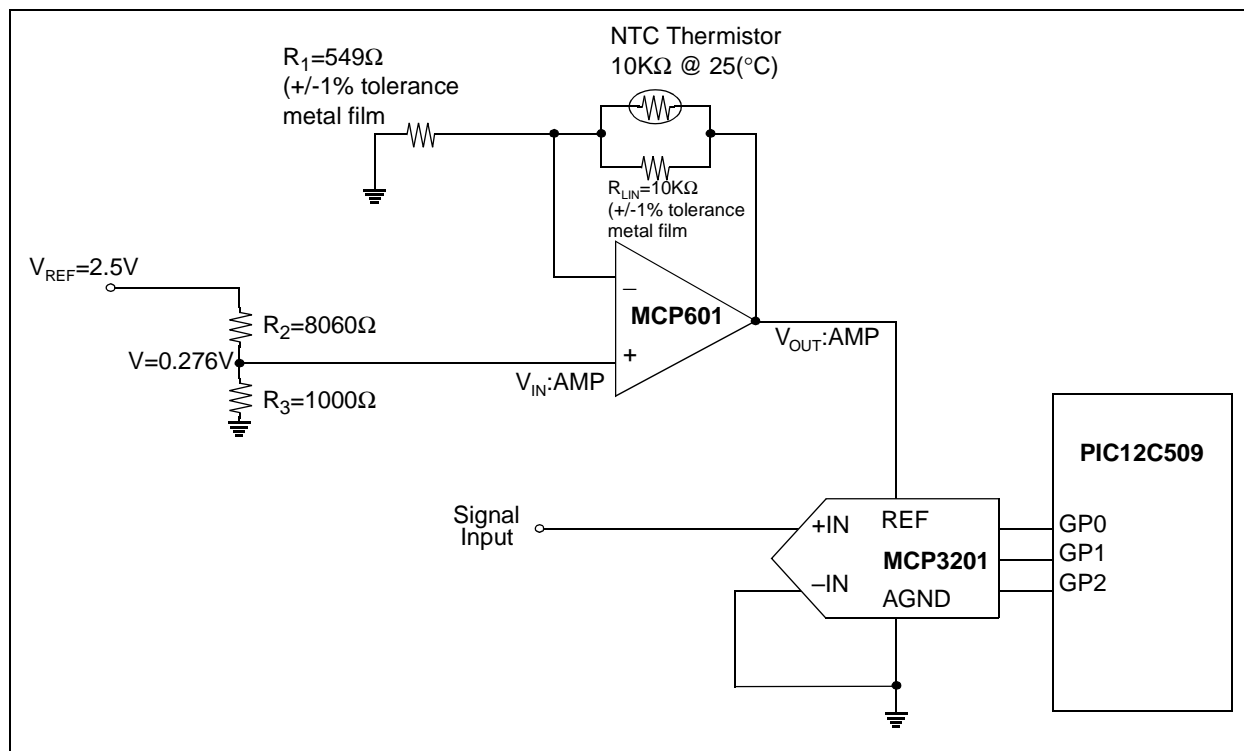 NTC Thermistor
10KΩ @ 25(°C)
R1=549Ω
(+/-1% tolerance
metal film
RLIN=10KΩ
(+/-1% tolerance
metal film
VREF=2.5V
R2=8060Ω
V=0.276V
R3=1000Ω
–
MCP601
+
VIN:AMP
VOUT:AMP
PIC12C509
Signal
Input
+IN
REF
GP0
MCP3201
GP1
–IN
AGND
GP2